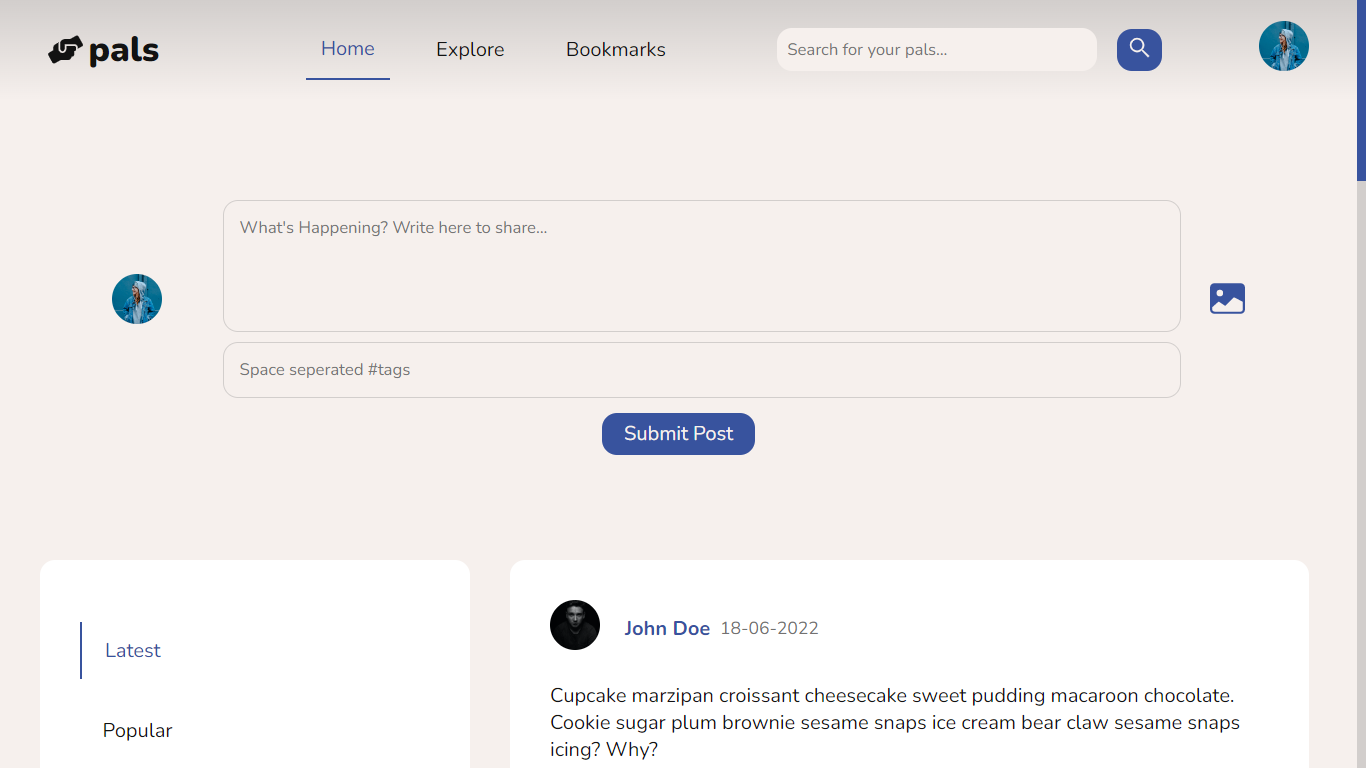 pals
Home
Explore
Bookmarks
Search for your pals...
What's Happening? Write here to share...
Space seperated #tags
Submit Post
Latest
Popular
John Doe 18-06-2022
Cupcake marzipan croissant cheesecake sweet pudding macaroon chocolate.
Cookie sugar plum brownie sesame snaps ice cream bear claw sesame snaps
icing? Why?